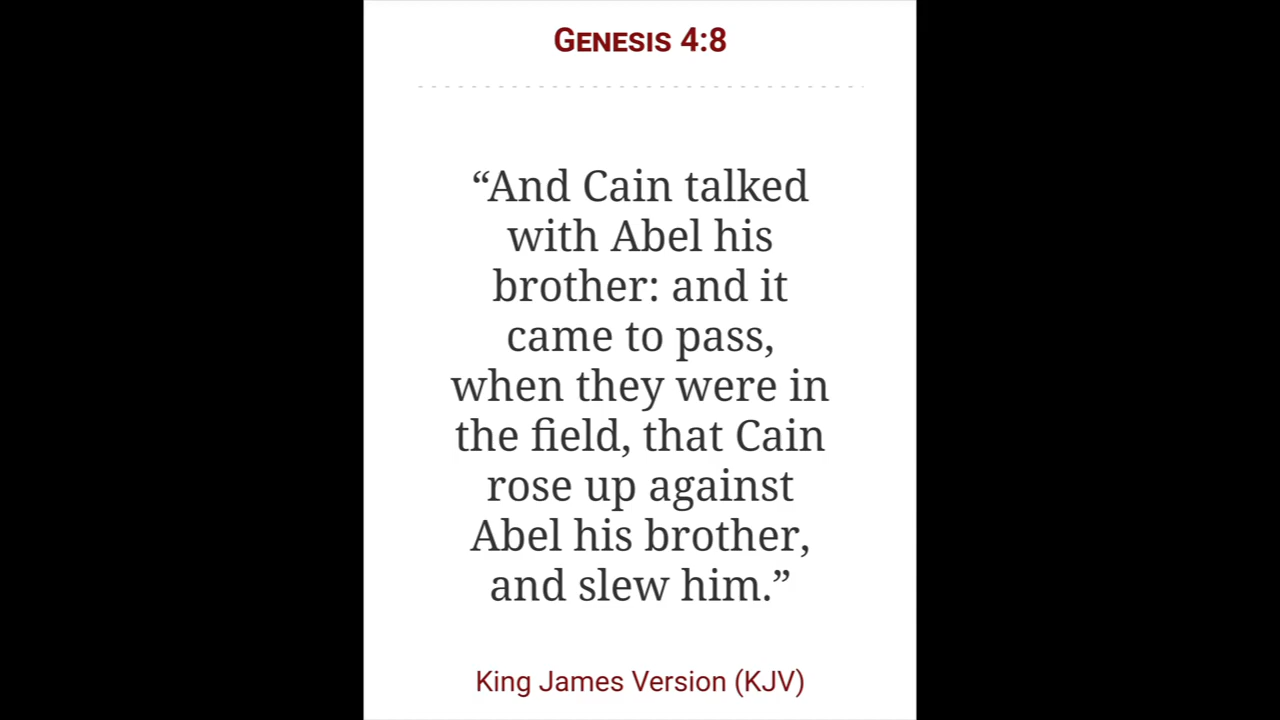 Genesis 4:8
“And Cain talked
with Abel his
brother: and it
came to pass,
when they were in
the field, that Cain
rose up against
Abel his brother,
and slew him.”
King James Version (KJV)